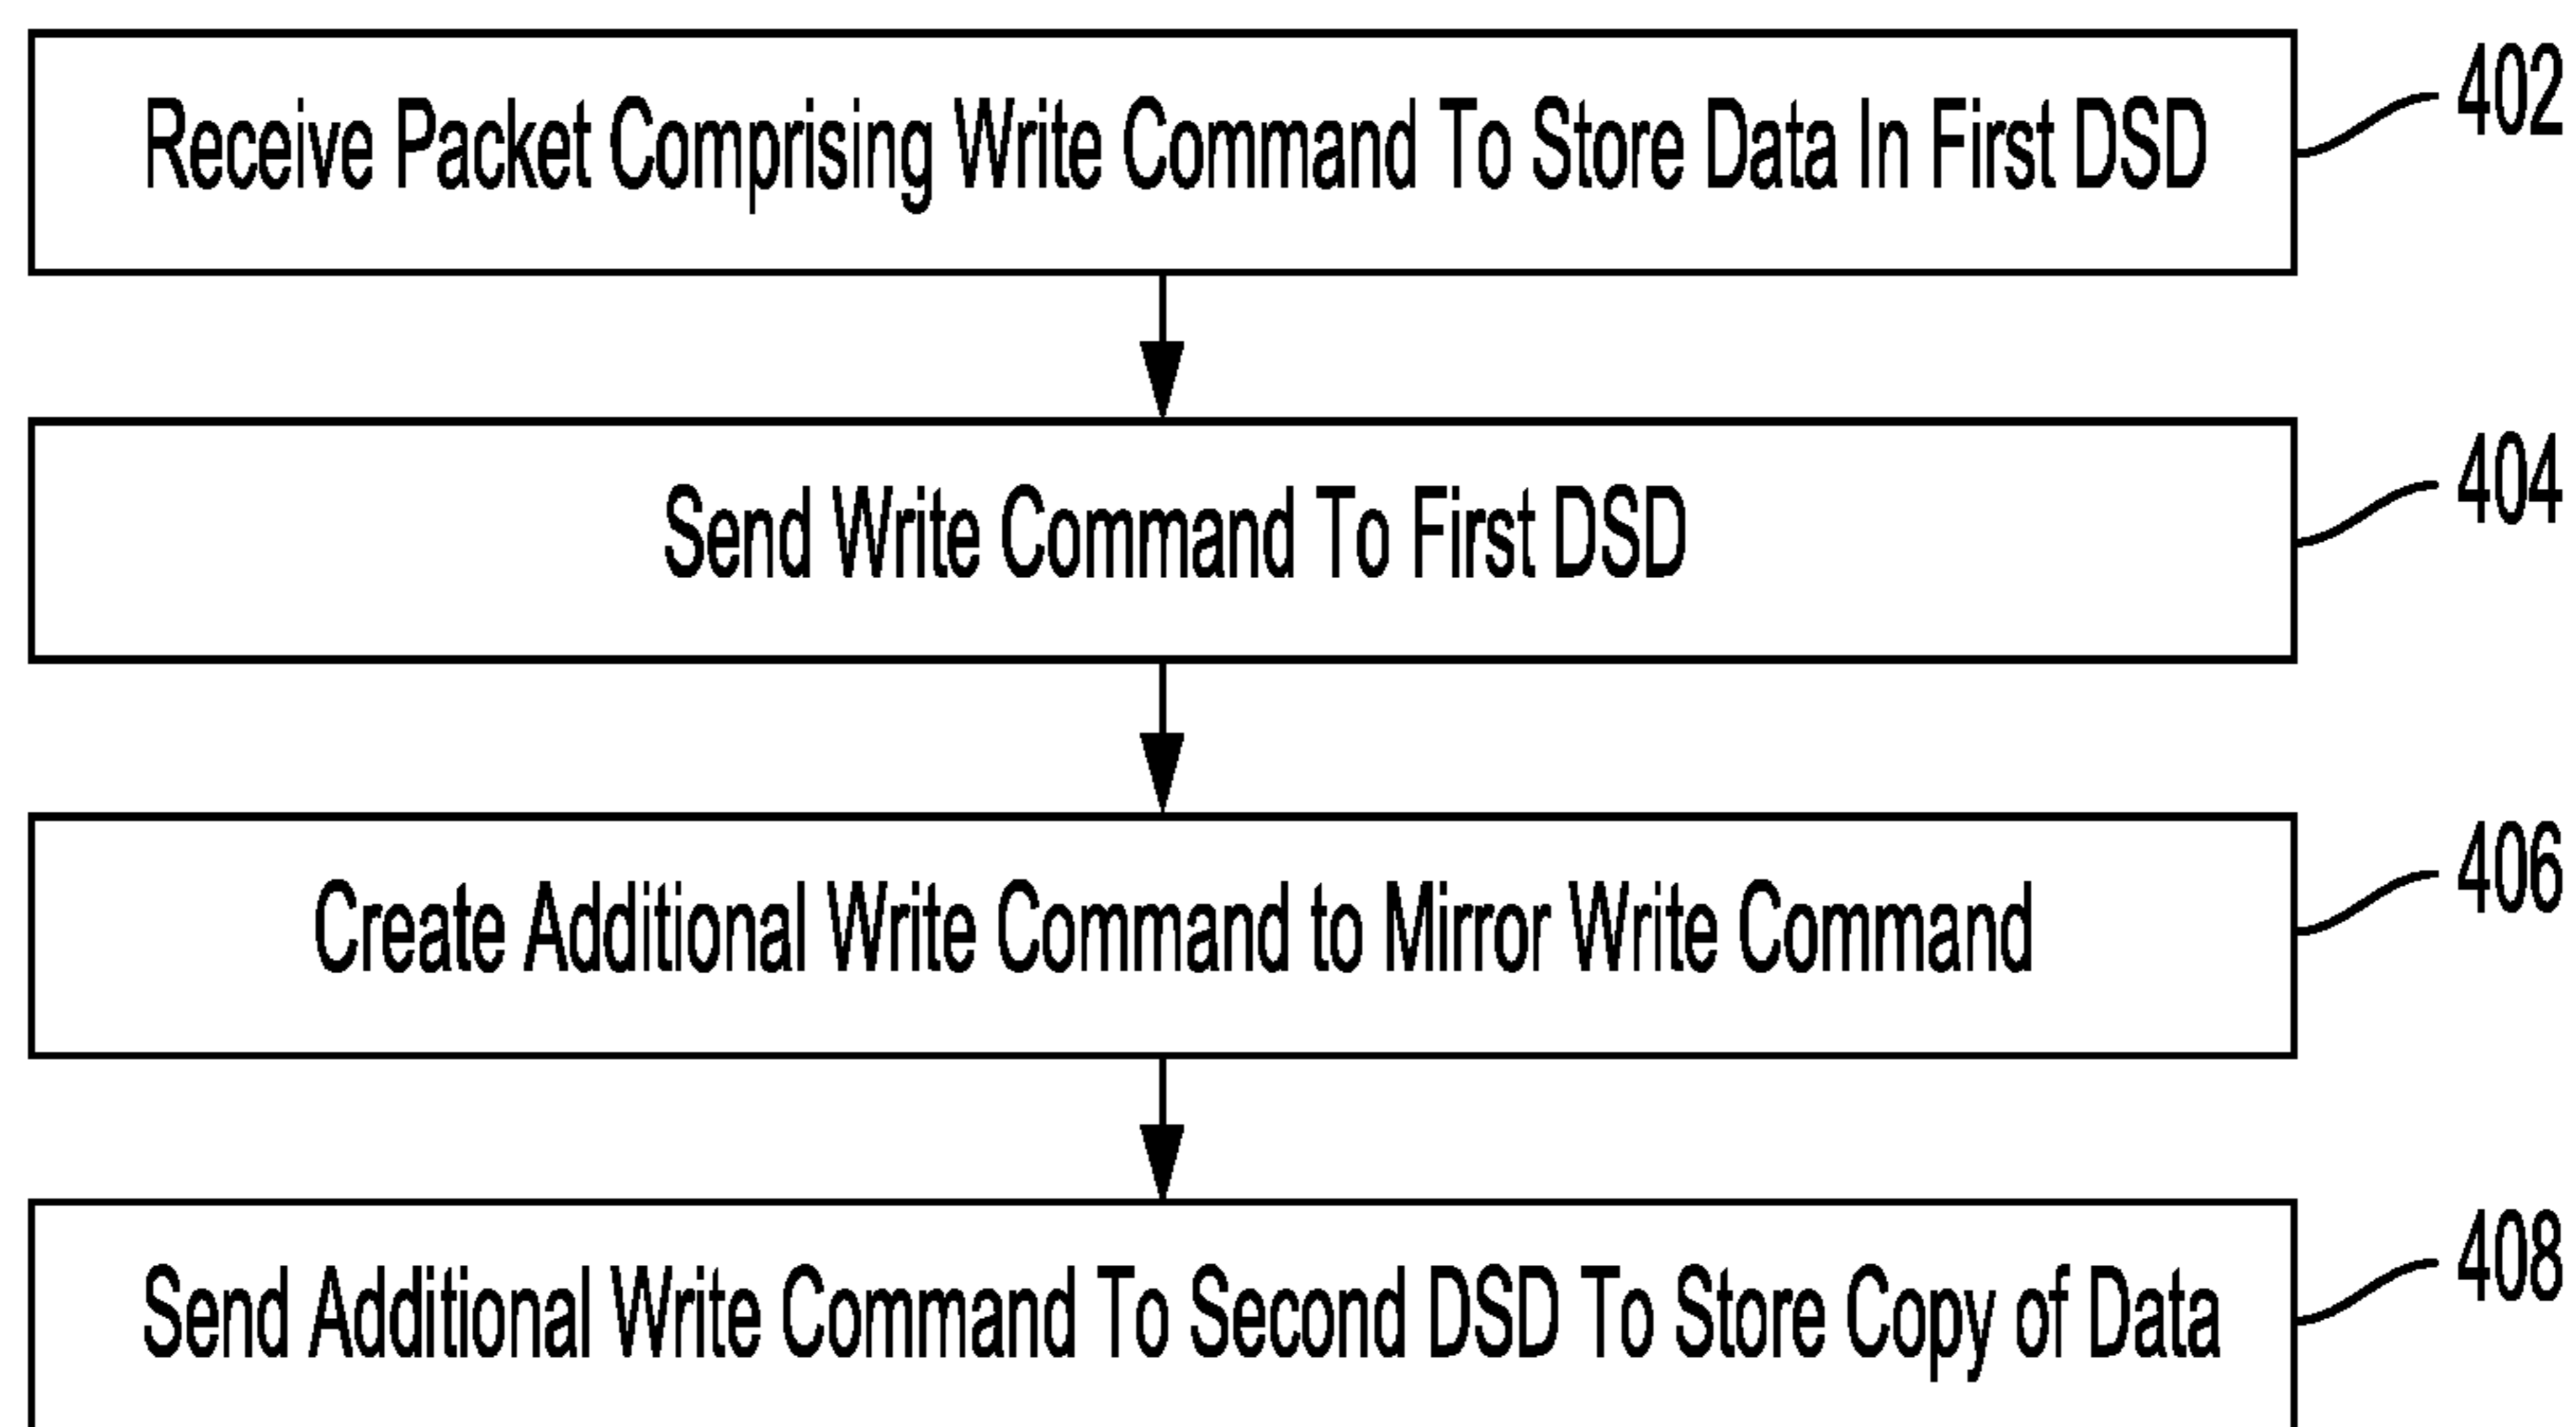 Receive Packet Comprising Write Command To Store Data In First DSD
402
Send Write Command To First DSD
404
Create Additional Write Command to Mirror Write Command
406
Send Additional Write Command To Second DSD To Store Copy of Data
408